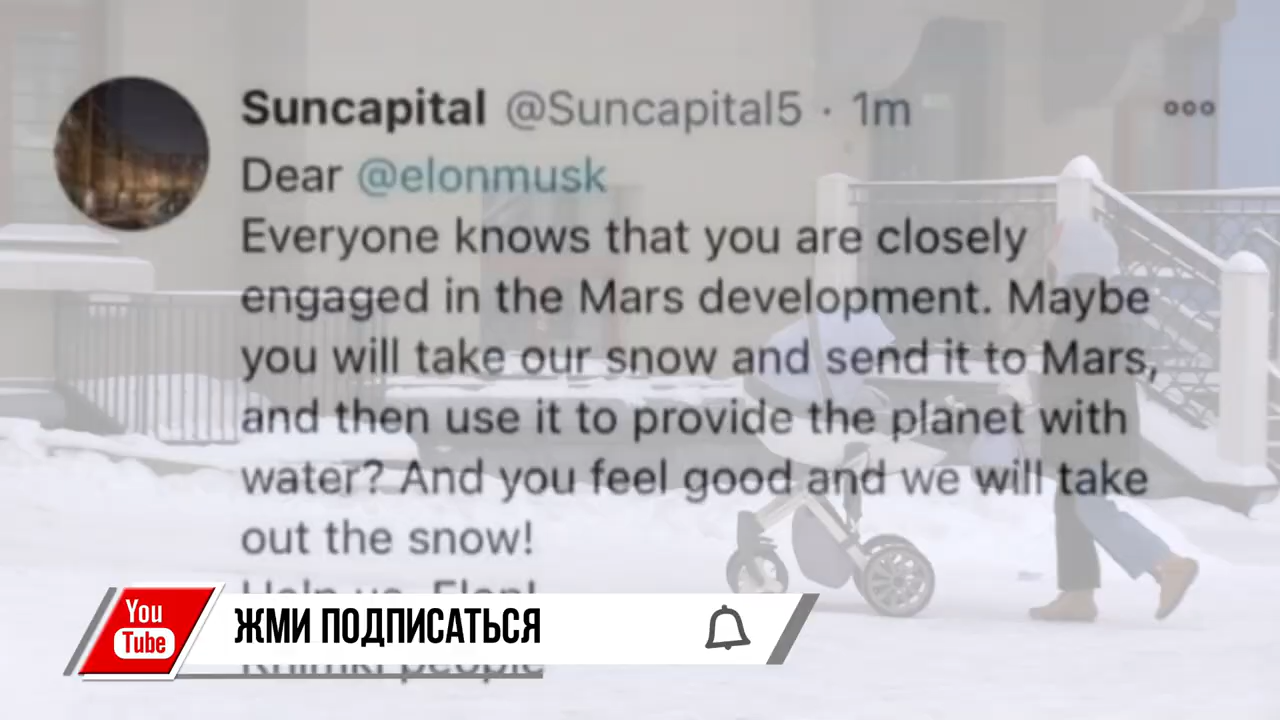 Suncapital @Suncapital5 · 1m
Dear @elonmusk
Everyone knows that you are closely
engaged in the Mars development. Maybe
you will take our snow and send it to Mars,
and then use it to provide the planet with
water? And you feel good and we will take
out the snow!
You
Tube
ЖМИ ПОДПИСАТЬСЯ
people